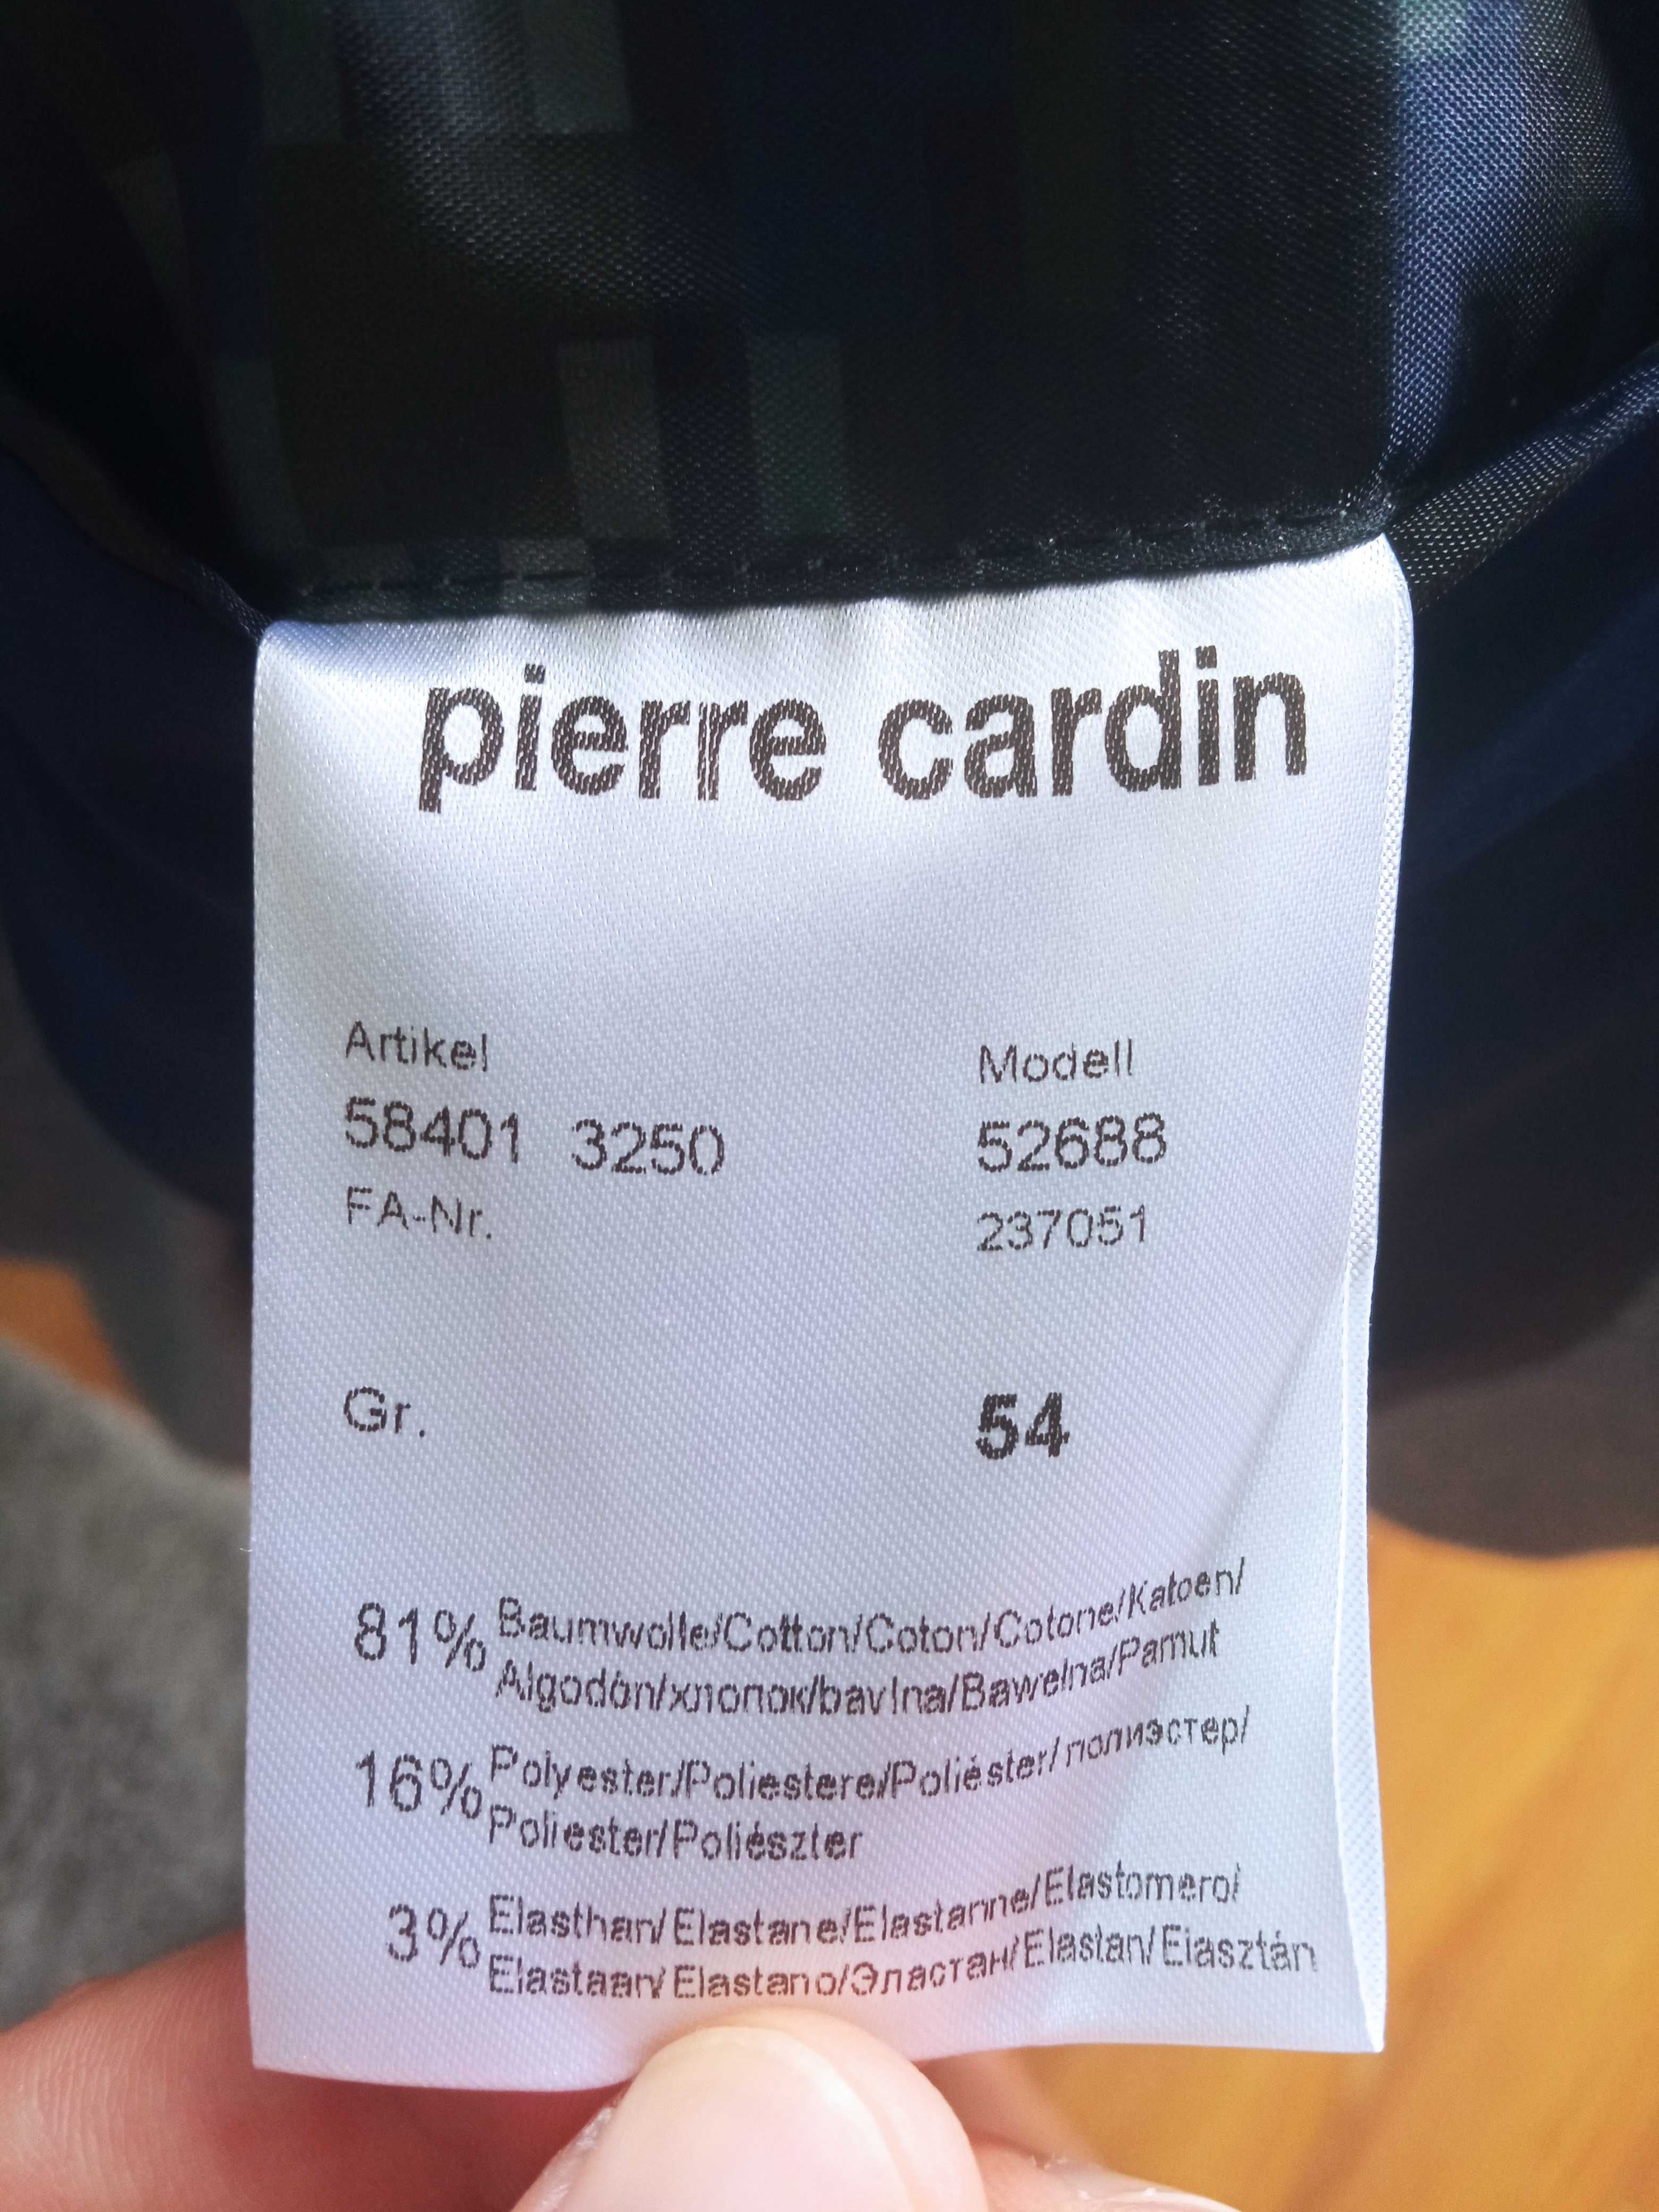 pierre cardin
Artikel Modell
58401 3250 52688
FA-Nr. 237051
Gr. 54
81% Baumwolle/Cotton/Coton/Cotone/Katoen/
Algodón/хлопок/bavlna/Bawelna/Pamut
16% Polyester/Poliestere/Poliéster/полиэстер/
Poliester/Poliészter
3% Elasthan/Elastane/Elastanne/Elastomero/
Elastaan/Elastano/Эластан/Elastan/Elasztán